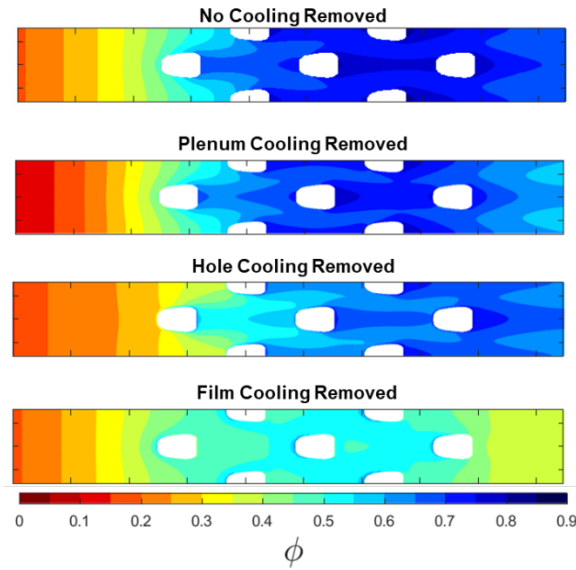 No Cooling Removed
Plenum Cooling Removed
Hole Cooling Removed
Film Cooling Removed
0 0.1 0.2 0.3 0.4 0.5 0.6 0.7 0.8 0.9
ϕ